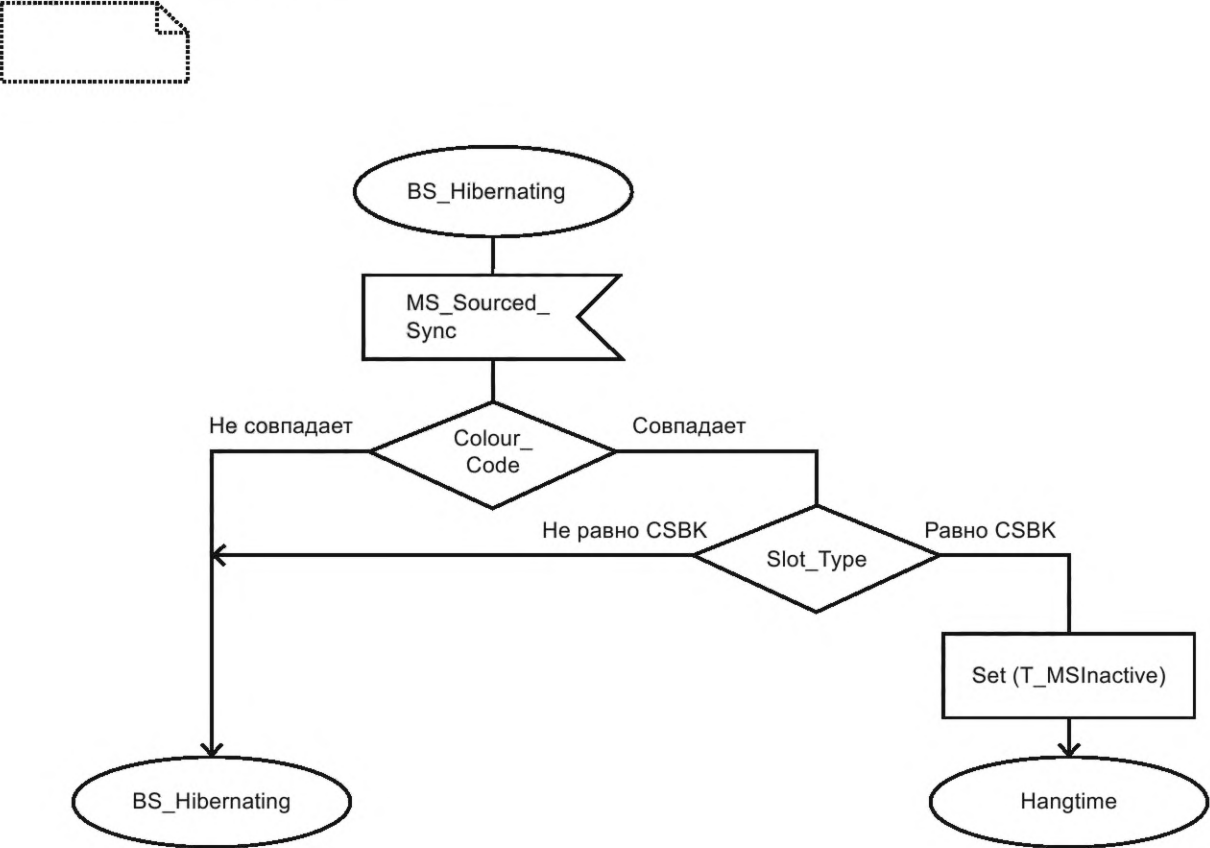 BS_Hibernating
MS_Sourced_
Sync
Не совпадает
Совпадает
Colour_
Code
Не равно CSBK
Равно CSBK
Slot_Type
Set (T_MSInactive)
BS_Hibernating
Hangtime